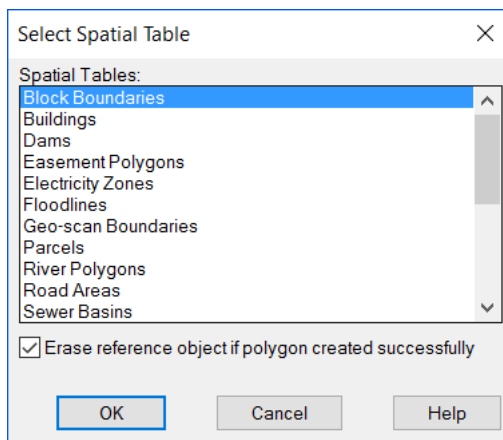 Select Spatial Table
Spatial Tables:
Block Boundaries
Buildings
Dams
Easement Polygons
Electricity Zones
Floodlines
Geo-scan Boundaries
Parcels
River Polygons
Road Areas
Sewer Basins
Erase reference object if polygon created successfully
OK Cancel Help